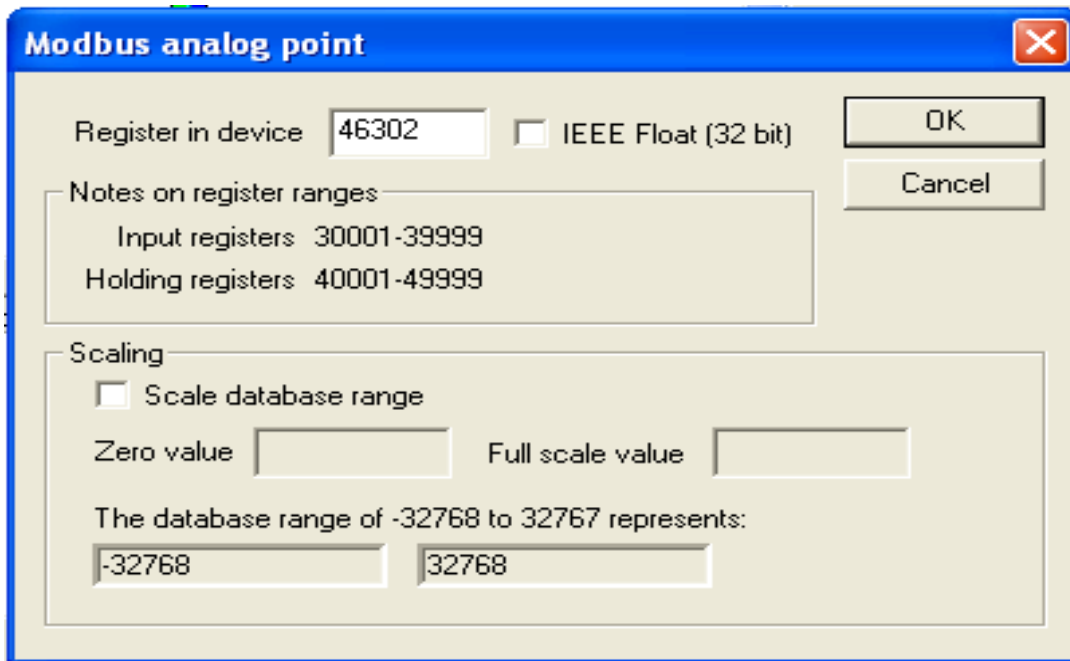 Modbus analog point
Register in device 46302 IEEE Float (32 bit) OK
Notes on register ranges Cancel
Input registers 30001-39999
Holding registers 40001-49999
Scaling
Scale database range
Zero value Full scale value
The database range of -32768 to 32767 represents:
-32768 32768